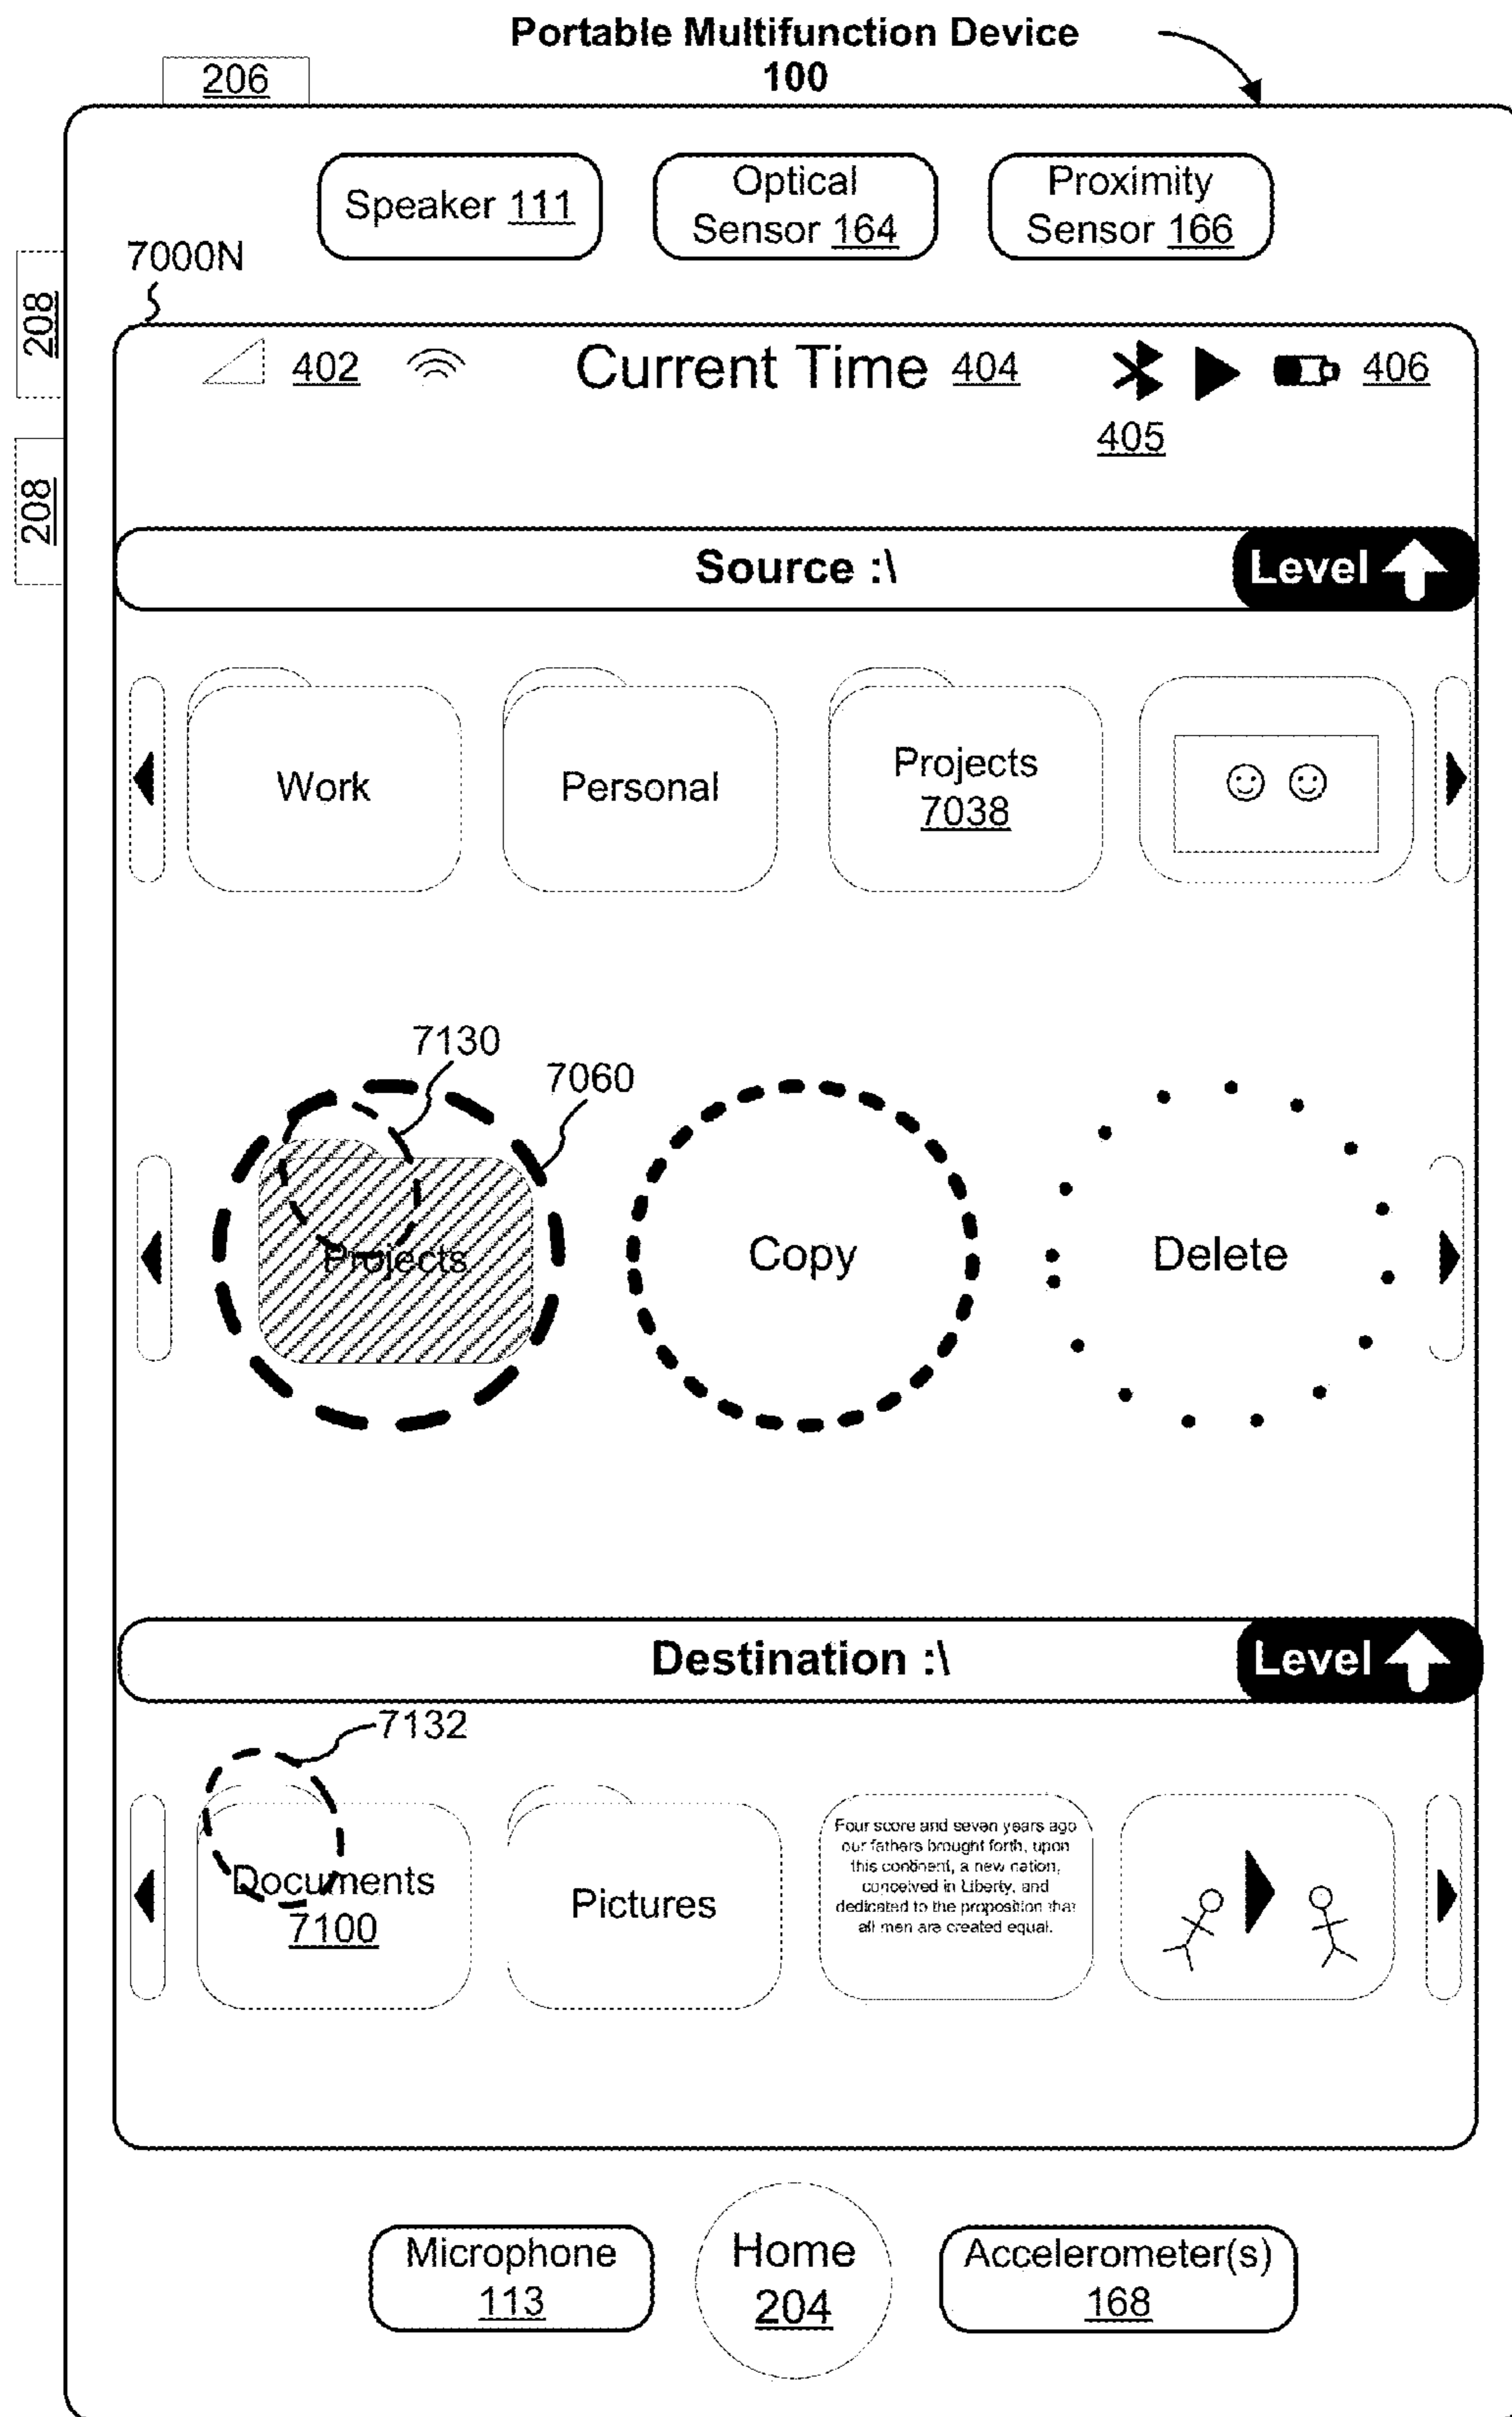 Portable Multifunction Device
100
206
Speaker 111
Optical
Sensor 164
Proximity
Sensor 166
7000N
208
208
402
Current Time 404
406
405
Source :\
Level
Work
Personal
Projects
7038
7130
7060
Projects
Copy
Delete
Destination :\
Level
7132
Documents
7100
Pictures
Four score and seven years ago
our fathers brought forth, upon
this continent, a new nation,
conceived in Liberty, and
dedicated to the proposition that
all men are created equal.
Microphone
113
Home
204
Accelerometer(s)
168